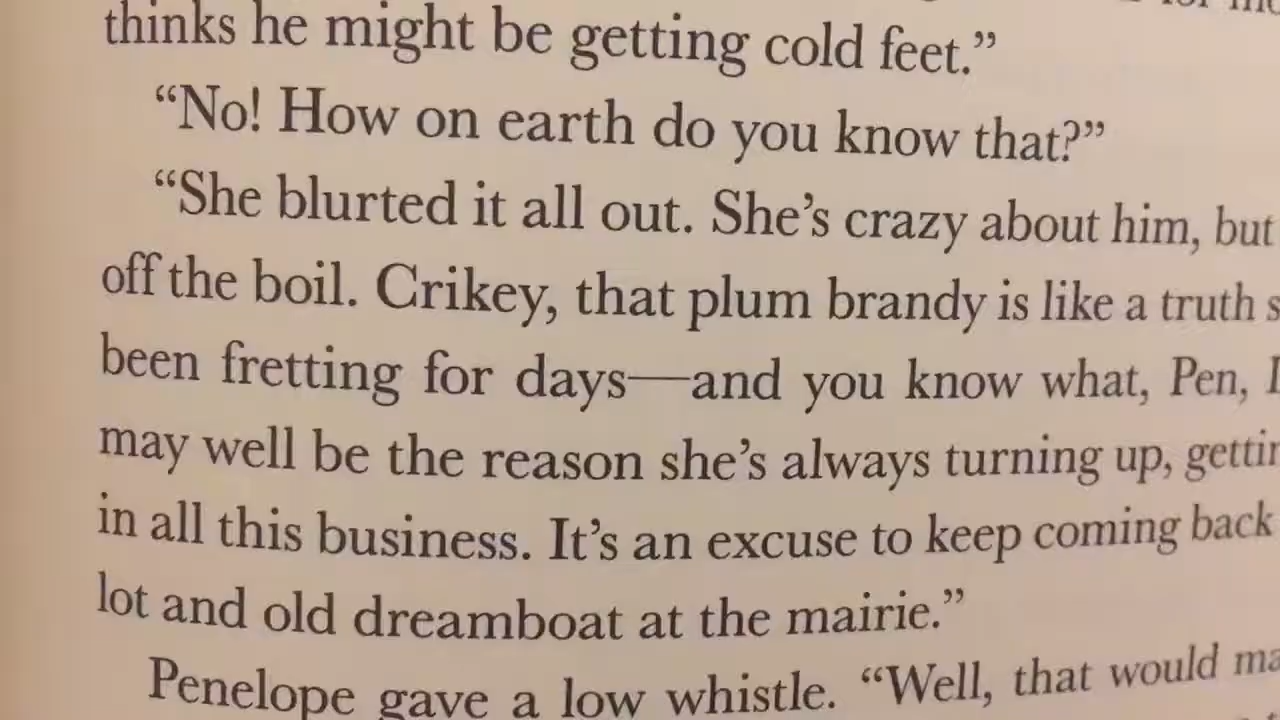 thinks he might be getting cold feet.”
“No! How on earth do you know that?”
“She blurted it all out. She’s crazy about him, but
off the boil. Crikey, that plum brandy is like a truth
been fretting for days—and you know what, Pen,
may well be the reason she’s always turning up,
in all this business. It’s an excuse to keep coming back
lot and old dreamboat at the mairie.”
Penelope gave a low whistle. “Well, that would